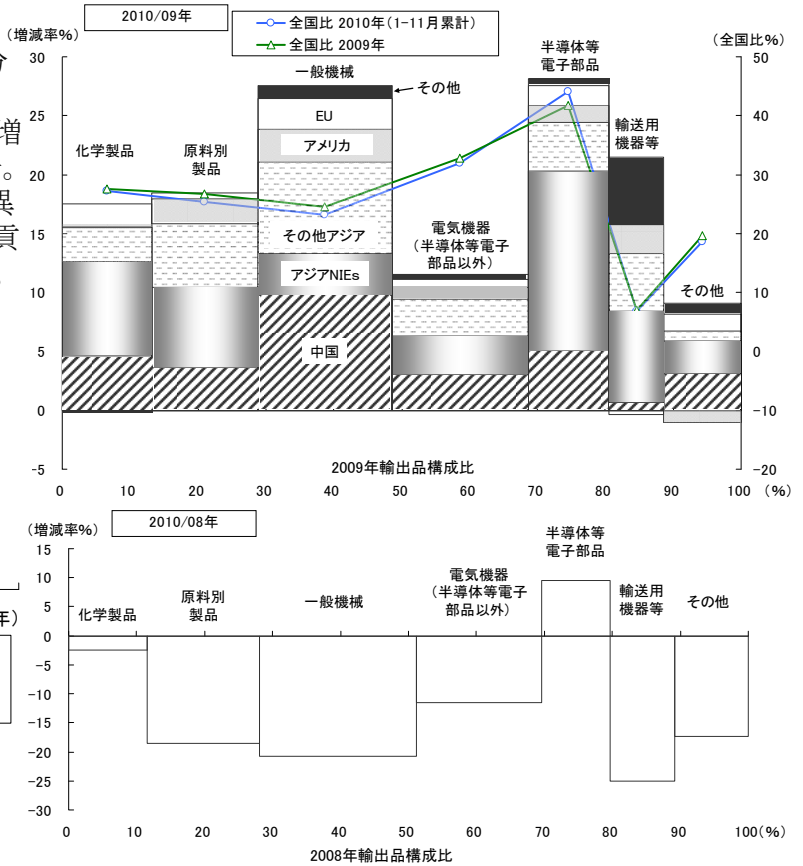 分
増
。
異
貢
年)
2010/09年
全国比 2010年(1-11月累計)
全国比 2009年
(増減率%)
(全国比%)
30
25
20
15
10
5
0
-5
50
40
30
20
10
0
-10
-20
化学製品
原料別
製品
一般機械
その他
EU
アメリカ
その他アジア
アジアNIEs
中国
電気機器
(半導体等電子
部品以外)
半導体等
電子部品
輸送用
機器等
その他
2009年輸出品構成比
0 10 20 30 40 50 60 70 80 90 100 (%)
(増減率%)
2010/08年
15
10
5
0
-5
-10
-15
-20
-25
-30
化学製品
原料別
製品
一般機械
電気機器
(半導体等電子
部品以外)
半導体等
電子部品
輸送用
機器等
その他
0 10 20 30 40 50 60 70 80 90 100(%)
2008年輸出品構成比